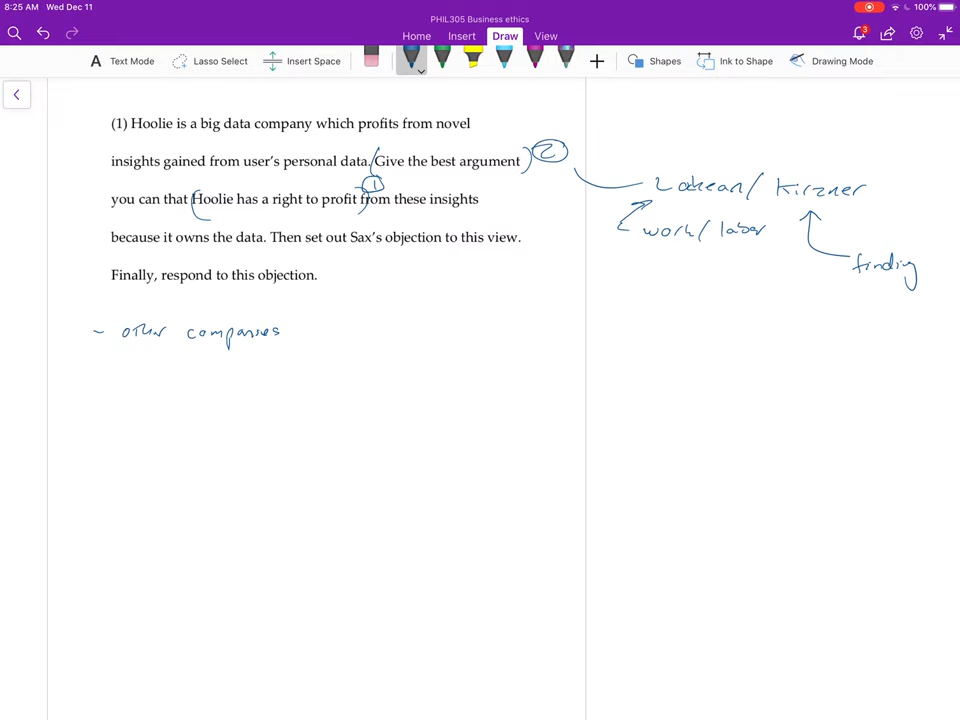 8:25 AM Wed Dec 11
100%
PHIL305 Business ethics
Home Insert Draw View
3
A Text Mode Lasso Select Insert Space Shapes Ink to Shape Drawing Mode
(1) Hoolie is a big data company which profits from novel
insights gained from user's personal data. (Give the best argument) 2
1
you can that (Hoolie has a right to profit) from these insights
because it owns the data. Then set out Sax's objection to this view.
Finally, respond to this objection.
Lockean / Kirzner
work / labor
finding
- other companies